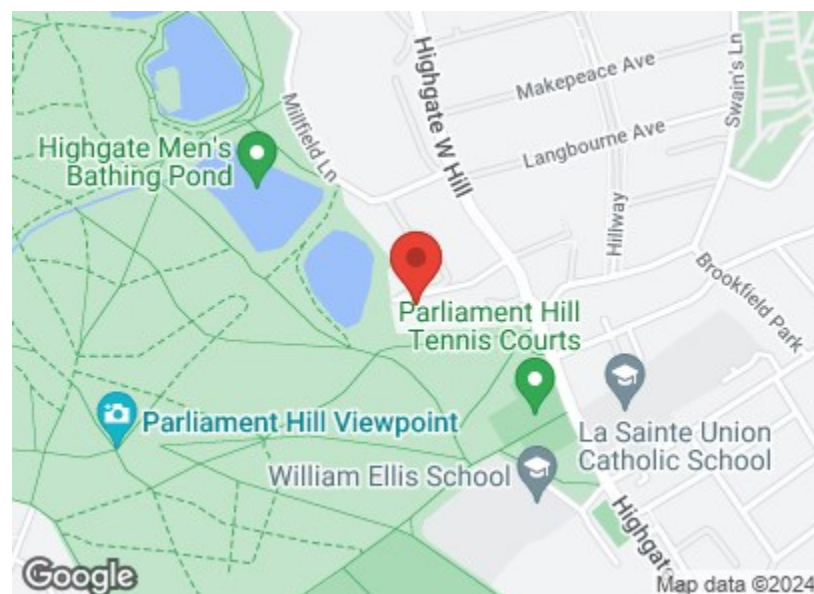 Makepeace Ave
Langbourne Ave
Swain's Ln
Highgate W Hill
Millfield Ln
Highgate Men's
Bathing Pond
Hillway
Brookfield Park
Parliament Hill
Tennis Courts
Parliament Hill Viewpoint
La Sainte Union
Catholic School
William Ellis School
Highgate
Google
Map data ©2024